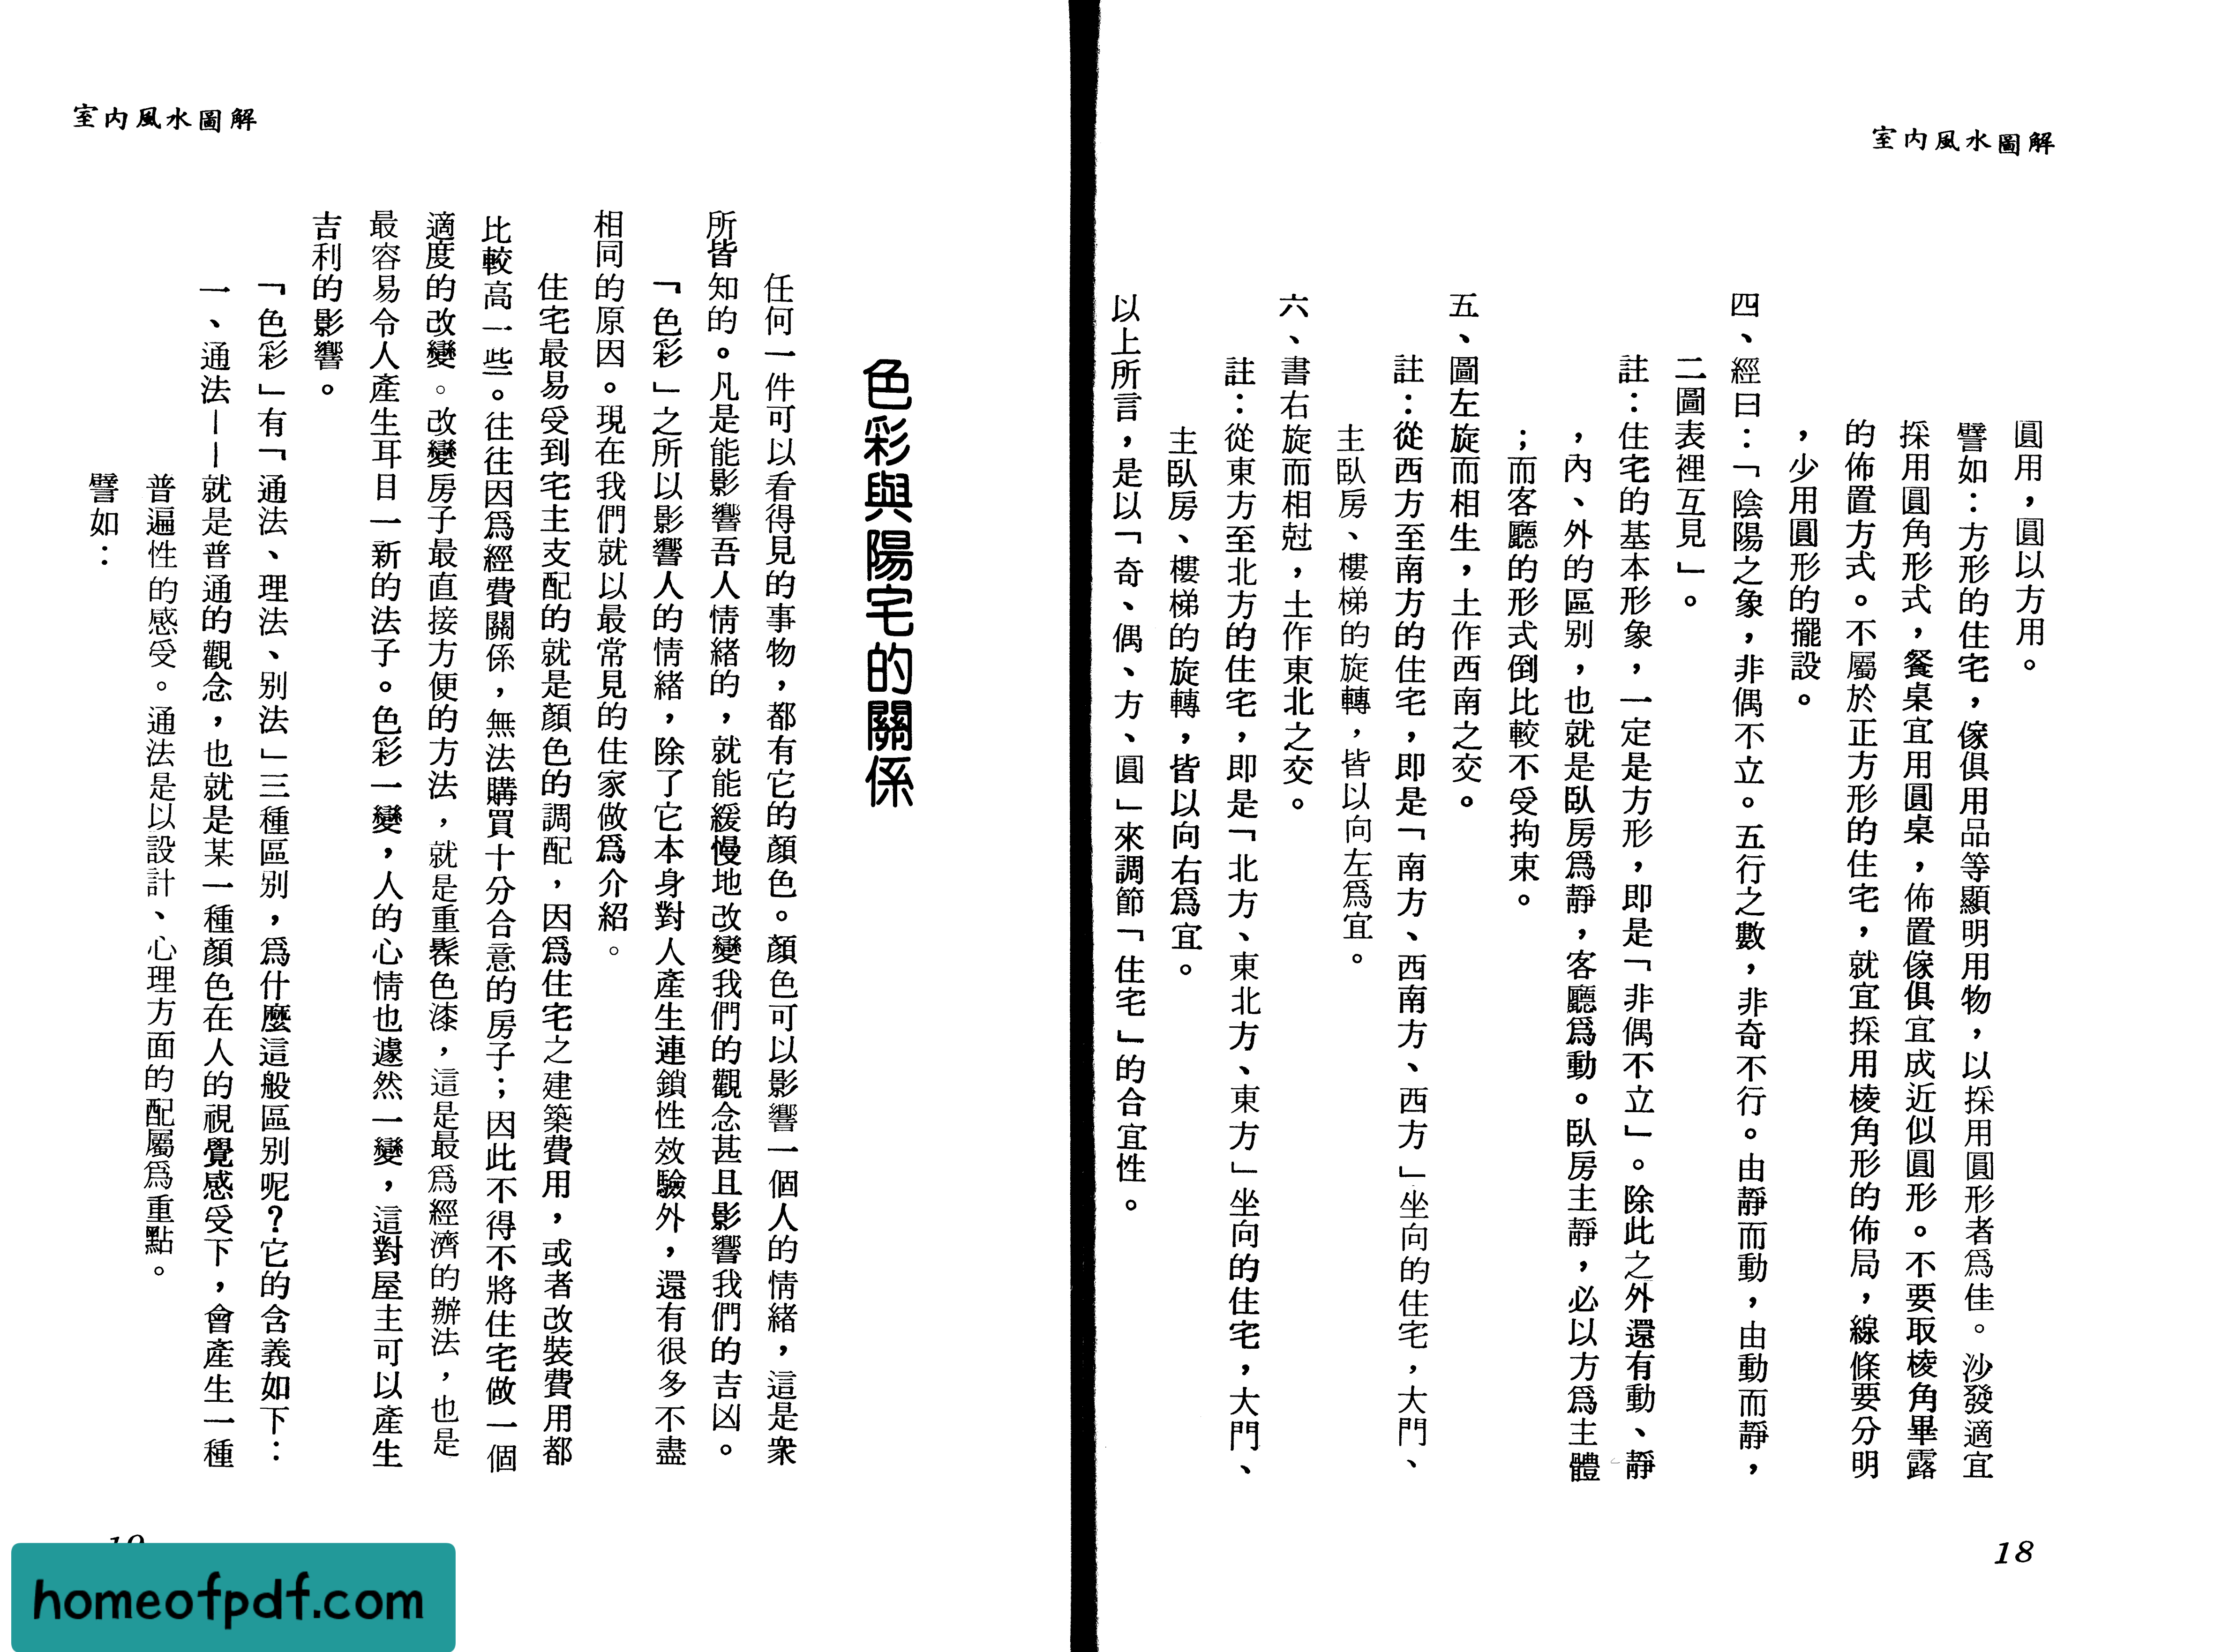 室内風水圖解
圓用，圓以方用。
譬如：方形的住宅，傢俱用品等顯明用物，以採用圓形者爲佳。沙發適宜
採用圓角形式，餐桌宜用圓桌，佈置傢俱宜成近似圓形。不要取棱角畢露
的佈置方式。不屬於正方形的住宅，就宜採用棱角形的佈局，線條要分明
，少用圓形的擺設。
四、經曰：「陰陽之象，非偶不立。五行之數，非奇不行。由靜而動，由動而靜，
二圖表裡互見」。
註：住宅的基本形象，一定是方形，即是「非偶不立」。除此之外還有動、靜
，內、外的區别，也就是臥房爲靜，客廳爲動。臥房主靜，必以方爲主體
；而客廳的形式倒比較不受拘束。
五、圖左旋而相生，土作西南之交。
註：從西方至南方的住宅，即是「南方、西南方、西方」坐向的住宅，大門、
主臥房、樓梯的旋轉，皆以向左爲宜。
六、書右旋而相尅，土作東北之交。
註：從東方至北方的住宅，即是「北方、東北方、東方」坐向的住宅，大門、
主臥房、樓梯的旋轉，皆以向右爲宜。
以上所言，是以「奇、偶、方、圓」來調節「住宅」的合宜性。
18
室内風水圖解
色彩與陽宅的關係
任何一件可以看得見的事物，都有它的顏色。顏色可以影響一個人的情緒，這是衆
所皆知的。凡是能影響吾人情緒的，就能緩慢地改變我們的觀念甚且影響我們的吉凶。
「色彩」之所以影響人的情緒，除了它本身對人產生連鎖性效驗外，還有很多不盡
相同的原因。現在我們就以最常見的住家做爲介紹。
住宅最易受到宅主支配的就是顏色的調配，因爲住宅之建築費用，或者改裝費用都
比較高一些。往往因爲經費關係，無法購買十分合意的房子；因此不得不將住宅做一個
適度的改變。改變房子最直接方便的方法，就是重髹色漆，這是最爲經濟的辦法，也是
最容易令人產生耳目一新的法子。色彩一變，人的心情也遽然一變，這對屋主可以產生
吉利的影響。
「色彩」有「通法、理法、别法」三種區别，爲什麼這般區别呢？它的含義如下：
一、通法——就是普通的觀念，也就是某一種顏色在人的視覺感受下，會產生一種
普遍性的感受。通法是以設計、心理方面的配屬爲重點。
譬如：
19
homeofpdf.com